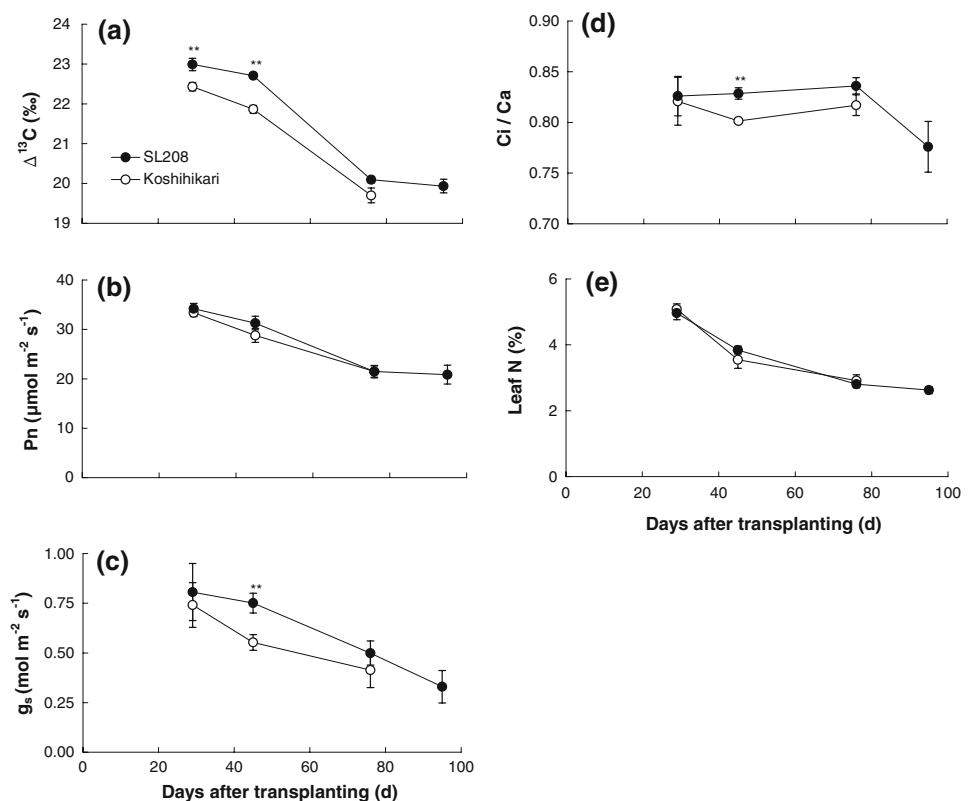 (a)
24
23
22
21
20
19
Δ ¹³C (‰)
**
**
SL208
Koshihikari
(b)
40
30
20
10
0
Pn (µmol m⁻² s⁻¹)
(c)
1.00
0.75
0.50
0.25
0.00
gₛ (mol m⁻² s⁻¹)
**
0 20 40 60 80 100
Days after transplanting (d)
(d)
0.90
0.85
0.80
0.75
0.70
Ci / Ca
**
(e)
6
4
2
0
Leaf N (%)
0 20 40 60 80 100
Days after transplanting (d)